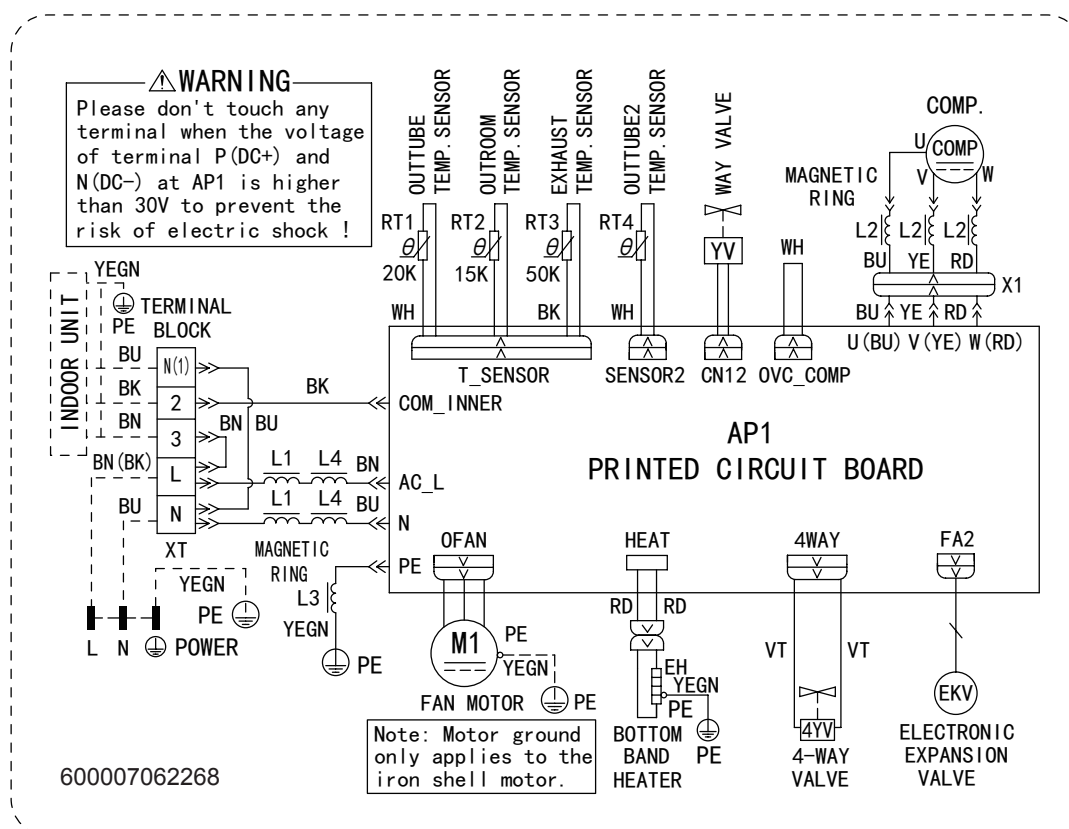 ⚠WARNING
Please don't touch any
terminal when the voltage
of terminal P(DC+) and
N(DC-) at AP1 is higher
than 30V to prevent the
risk of electric shock !
OUTTUBE
TEMP. SENSOR
OUTROOM
TEMP. SENSOR
EXHAUST
TEMP. SENSOR
OUTTUBE2
TEMP. SENSOR
WAY VALVE
COMP.
COMP
U
V
W
MAGNETIC
RING
L2
L2
L2
BU
YE
RD
X1
BU
YE
RD
U(BU) V(YE) W(RD)
RT1
θ
20K
RT2
θ
15K
RT3
θ
50K
RT4
θ
YV
WH
WH
BK
WH
T_SENSOR
SENSOR2
CN12
OVC_COMP
YEGN
PE
INDOOR UNIT
TERMINAL
BLOCK
BU
N(1)
BK
2
BN
3
BN(BK)
L
BU
N
XT
BK
BN
BU
L1
L4
BN
L1
L4
BU
COM_INNER
AC_L
N
PE
AP1
PRINTED CIRCUIT BOARD
MAGNETIC
RING
L3
YEGN
PE
YEGN
PE
L
N
POWER
OFAN
M1
PE
YEGN
PE
FAN MOTOR
Note: Motor ground
only applies to the
iron shell motor.
HEAT
RD
RD
EH
YEGN
PE
PE
BOTTOM
BAND
HEATER
4WAY
VT
VT
4YV
4-WAY
VALVE
FA2
EKV
ELECTRONIC
EXPANSION
VALVE
600007062268